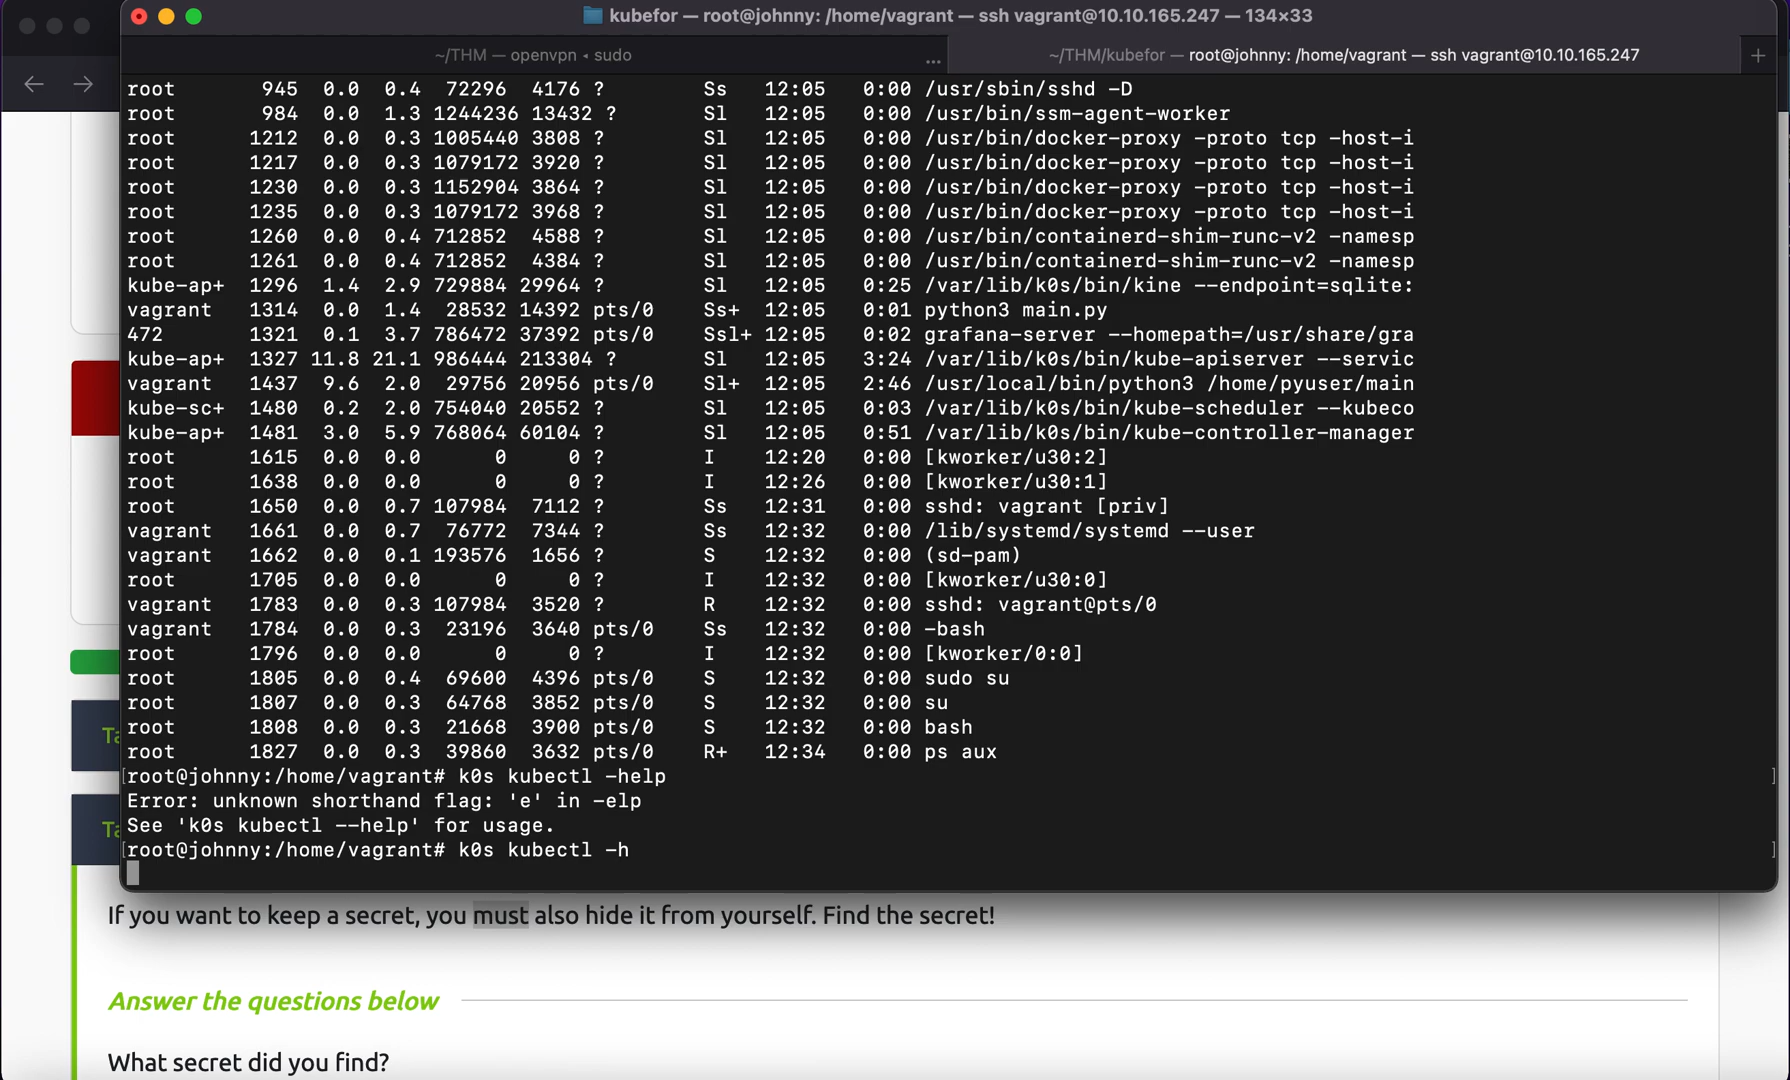 kubefor — root@johnny: /home/vagrant — ssh vagrant@10.10.165.247 — 134×33
~/THM — openvpn ◂ sudo
...
~/THM/kubefor — root@johnny: /home/vagrant — ssh vagrant@10.10.165.247
+
root 945 0.0 0.4 72296 4176 ? Ss 12:05 0:00 /usr/sbin/sshd -D
root 984 0.0 1.3 1244236 13432 ? Sl 12:05 0:00 /usr/bin/ssm-agent-worker
root 1212 0.0 0.3 1005440 3808 ? Sl 12:05 0:00 /usr/bin/docker-proxy -proto tcp -host-i
root 1217 0.0 0.3 1079172 3920 ? Sl 12:05 0:00 /usr/bin/docker-proxy -proto tcp -host-i
root 1230 0.0 0.3 1152904 3864 ? Sl 12:05 0:00 /usr/bin/docker-proxy -proto tcp -host-i
root 1235 0.0 0.3 1079172 3968 ? Sl 12:05 0:00 /usr/bin/docker-proxy -proto tcp -host-i
root 1260 0.0 0.4 712852 4588 ? Sl 12:05 0:00 /usr/bin/containerd-shim-runc-v2 -namesp
root 1261 0.0 0.4 712852 4384 ? Sl 12:05 0:00 /usr/bin/containerd-shim-runc-v2 -namesp
kube-ap+ 1296 1.4 2.9 729884 29964 ? Sl 12:05 0:25 /var/lib/k0s/bin/kine --endpoint=sqlite:
vagrant 1314 0.0 1.4 28532 14392 pts/0 Ss+ 12:05 0:01 python3 main.py
472 1321 0.1 3.7 786472 37392 pts/0 Ssl+ 12:05 0:02 grafana-server --homepath=/usr/share/gra
kube-ap+ 1327 11.8 21.1 986444 213304 ? Sl 12:05 3:24 /var/lib/k0s/bin/kube-apiserver --servic
vagrant 1437 9.6 2.0 29756 20956 pts/0 Sl+ 12:05 2:46 /usr/local/bin/python3 /home/pyuser/main
kube-sc+ 1480 0.2 2.0 754040 20552 ? Sl 12:05 0:03 /var/lib/k0s/bin/kube-scheduler --kubeco
kube-ap+ 1481 3.0 5.9 768064 60104 ? Sl 12:05 0:51 /var/lib/k0s/bin/kube-controller-manager
root 1615 0.0 0.0 0 0 ? I 12:20 0:00 [kworker/u30:2]
root 1638 0.0 0.0 0 0 ? I 12:26 0:00 [kworker/u30:1]
root 1650 0.0 0.7 107984 7112 ? Ss 12:31 0:00 sshd: vagrant [priv]
vagrant 1661 0.0 0.7 76772 7344 ? Ss 12:32 0:00 /lib/systemd/systemd --user
vagrant 1662 0.0 0.1 193576 1656 ? S 12:32 0:00 (sd-pam)
root 1705 0.0 0.0 0 0 ? I 12:32 0:00 [kworker/u30:0]
vagrant 1783 0.0 0.3 107984 3520 ? R 12:32 0:00 sshd: vagrant@pts/0
vagrant 1784 0.0 0.3 23196 3640 pts/0 Ss 12:32 0:00 -bash
root 1796 0.0 0.0 0 0 ? I 12:32 0:00 [kworker/0:0]
root 1805 0.0 0.4 69600 4396 pts/0 S 12:32 0:00 sudo su
root 1807 0.0 0.3 64768 3852 pts/0 S 12:32 0:00 su
root 1808 0.0 0.3 21668 3900 pts/0 S 12:32 0:00 bash
root 1827 0.0 0.3 39860 3632 pts/0 R+ 12:34 0:00 ps aux
[root@johnny:/home/vagrant# k0s kubectl -help ]
Error: unknown shorthand flag: 'e' in -elp
See 'k0s kubectl --help' for usage.
[root@johnny:/home/vagrant# k0s kubectl -h ]
If you want to keep a secret, you must also hide it from yourself. Find the secret!
Answer the questions below
What secret did you find?